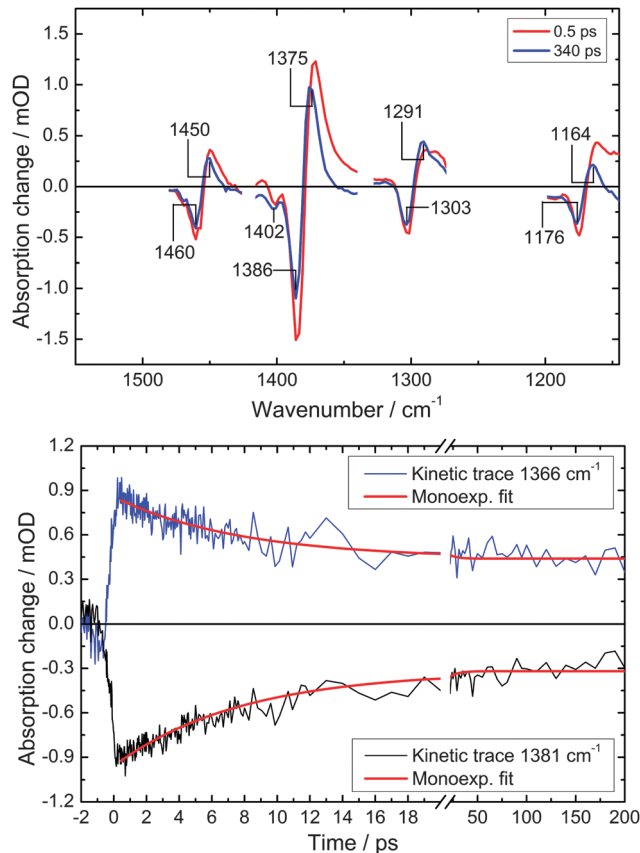 0.5 ps
340 ps
1.5
1.0
0.5
0.0
-0.5
-1.0
-1.5
Absorption change / mOD
1375
1450
1291
1164
1460
1402
1386
1303
1176
1500
1400
1300
1200
Wavenumber / cm⁻¹
1.2
0.9
0.6
0.3
0.0
-0.3
-0.6
-0.9
-1.2
Absorption change / mOD
Kinetic trace 1366 cm⁻¹
Monoexp. fit
Kinetic trace 1381 cm⁻¹
Monoexp. fit
-2 0 2 4 6 8 10 12 14 16 18 50 100 150 200
Time / ps